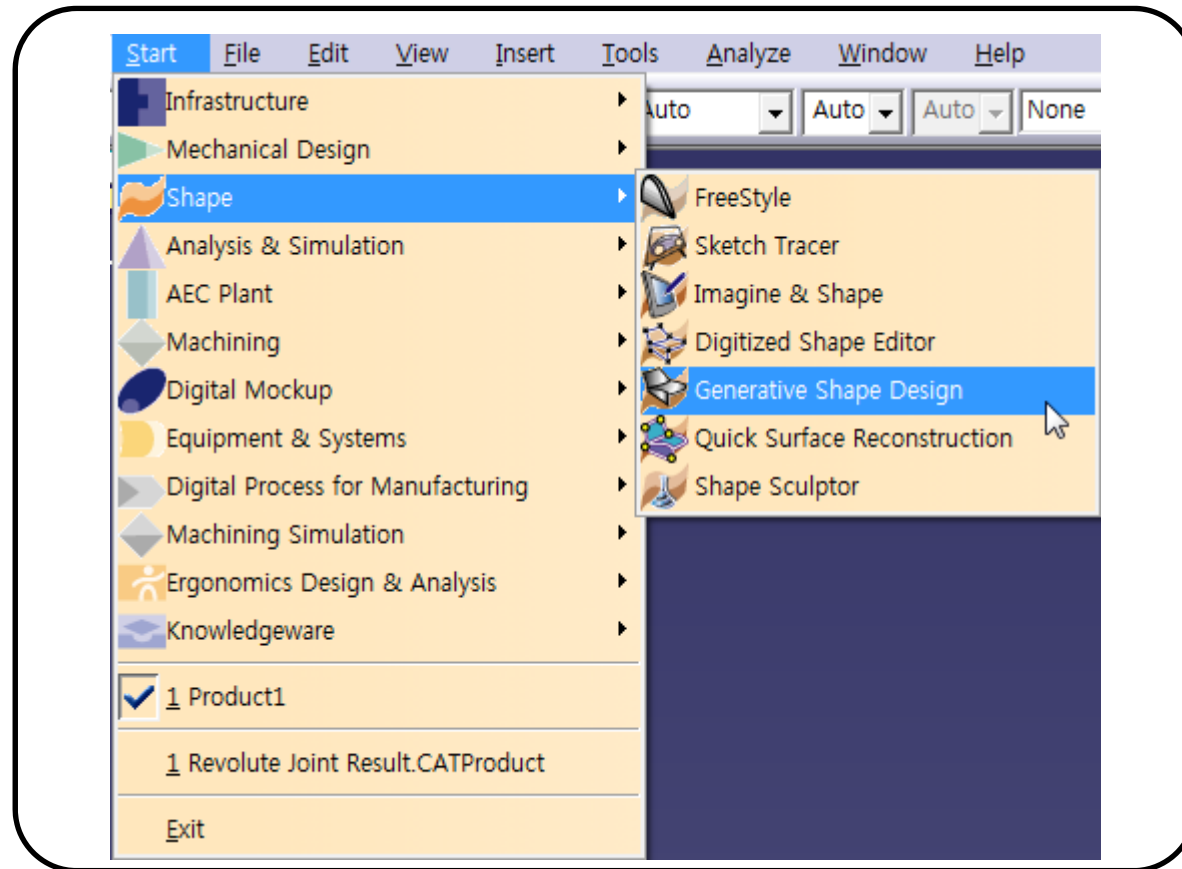 Start File Edit View Insert Tools Analyze Window Help
Infrastructure
Auto Auto Auto None
Mechanical Design
Shape
FreeStyle
Analysis & Simulation
Sketch Tracer
AEC Plant
Imagine & Shape
Machining
Digitized Shape Editor
Digital Mockup
Generative Shape Design
Equipment & Systems
Quick Surface Reconstruction
Digital Process for Manufacturing
Shape Sculptor
Machining Simulation
Ergonomics Design & Analysis
Knowledgeware
1 Product1
1 Revolute Joint Result.CATProduct
Exit